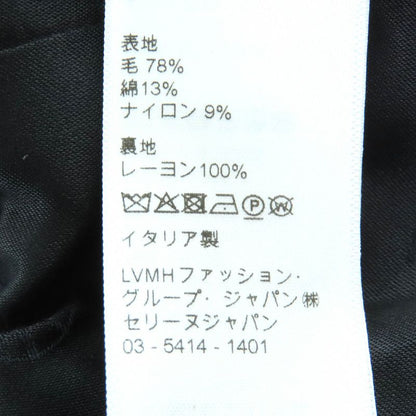 表地
毛 78%
綿13%
ナイロン 9%
裏地
レーヨン100%
P W
イタリア製
LVMHファッション・
グループ・ジャパン㈱
セリーヌジャパン
03 - 5414 - 1401